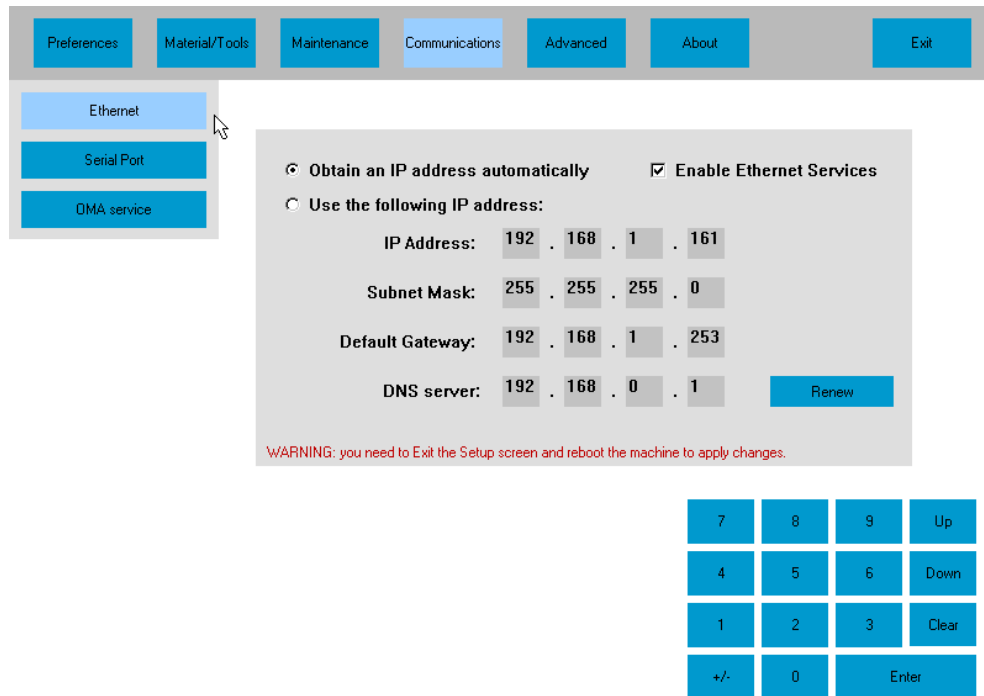 Preferences Material/Tools Maintenance Communications Advanced About Exit
Ethernet
Serial Port
OMA service
Obtain an IP address automatically Enable Ethernet Services
Use the following IP address:
IP Address: 192 . 168 . 1 . 161
Subnet Mask: 255 . 255 . 255 . 0
Default Gateway: 192 . 168 . 1 . 253
DNS server: 192 . 168 . 0 . 1 Renew
WARNING: you need to Exit the Setup screen and reboot the machine to apply changes.
7 8 9 Up
4 5 6 Down
1 2 3 Clear
+/- 0 Enter